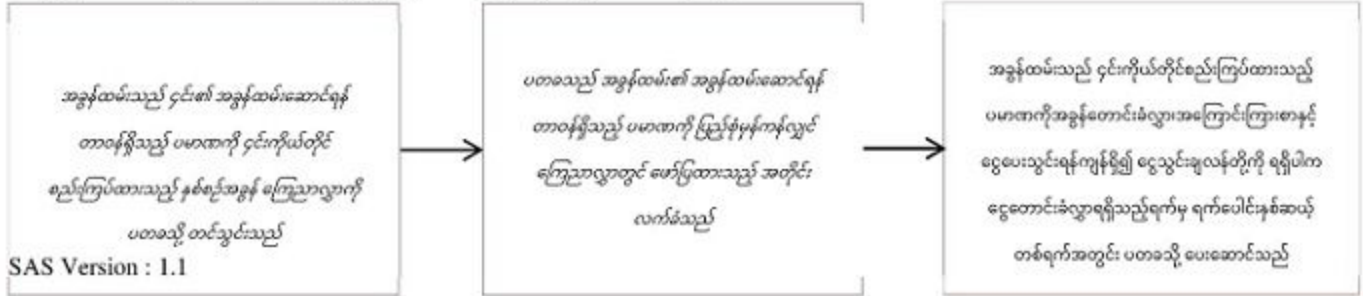 အခွန်ထမ်းသည် ၄င်း၏ အခွန်ထမ်းဆောင်ရန်
တာဝန်ရှိသည့် ပမာဏကို ၄င်းကိုယ်တိုင်
စည်းကြပ်ထားသည့် နှစ်စဉ်အခွန် ကြေညာလွှာကို
ပတခသို့ တင်သွင်းသည်
SAS Version : 1.1
ပတခသည် အခွန်ထမ်း၏ အခွန်ထမ်းဆောင်ရန်
တာဝန်ရှိသည့် ပမာဏကို ပြည့်စုံမှန်ကန်လျှင်
ကြေညာလွှာတွင် ဖော်ပြထားသည့် အတိုင်း
လက်ခံသည်
အခွန်ထမ်းသည် ၄င်းကိုယ်တိုင်စည်းကြပ်ထားသည့်
ပမာဏကိုအခွန်တောင်းခံလွှာ၊အကြောင်းကြားစာနှင့်
ငွေပေးသွင်းရန်ကျန်ရှိ၍ ငွေသွင်းချလန်တို့ကို ရရှိပါက
ငွေတောင်းခံလွှာရရှိသည့်ရက်မှ ရက်ပေါင်းနှစ်ဆယ့်
တစ်ရက်အတွင်း ပတခသို့ ပေးဆောင်သည်